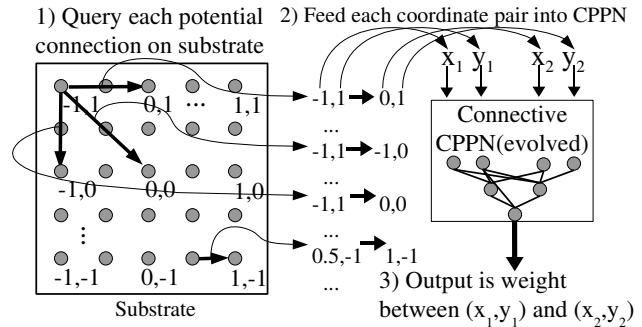 1) Query each potential
connection on substrate
-1,1
0,1
...
1,1
-1,0
0,0
1,0
...
-1,-1
0,-1
1,-1
Substrate
2) Feed each coordinate pair into CPPN
-1,1 0,1
...
-1,1 -1,0
...
-1,1 0,0
...
0.5,-1 1,-1
...
x1 y1 x2 y2
Connective
CPPN(evolved)
3) Output is weight
between (x1,y1) and (x2,y2)